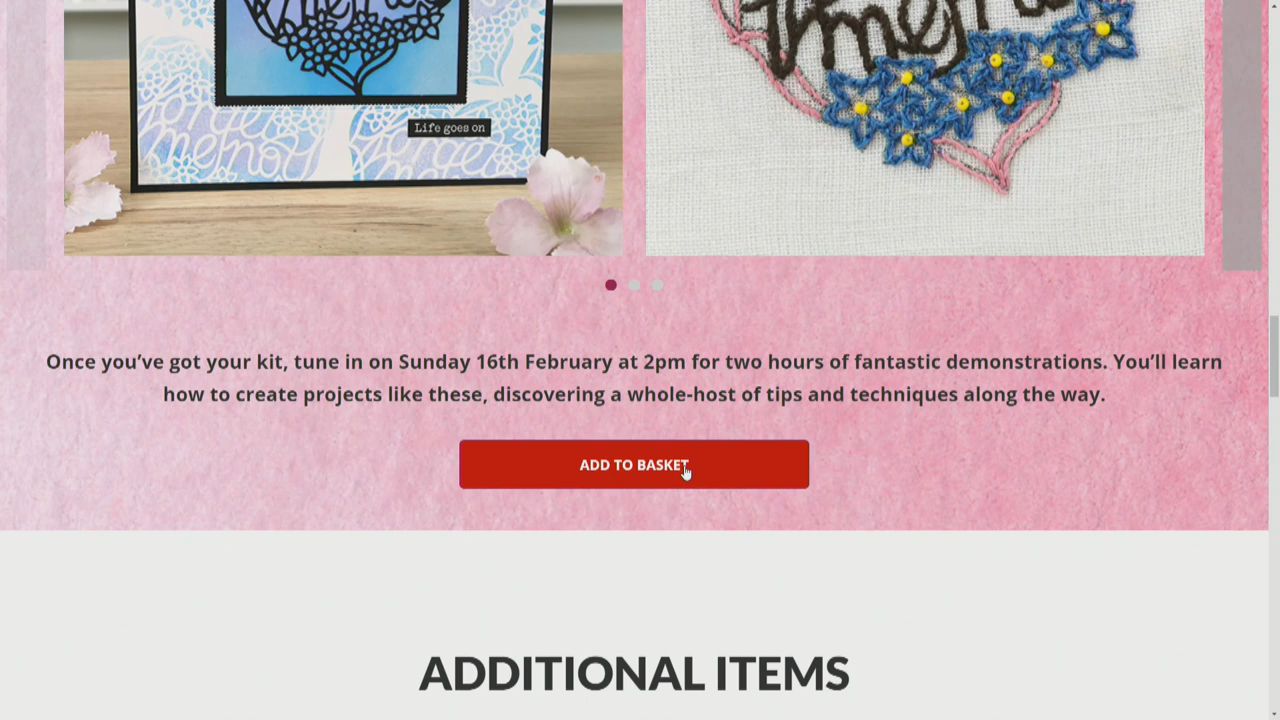 Life goes on
Once you've got your kit, tune in on Sunday 16th February at 2pm for two hours of fantastic demonstrations. You'll learn
how to create projects like these, discovering a whole-host of tips and techniques along the way.
ADD TO BASKET
ADDITIONAL ITEMS